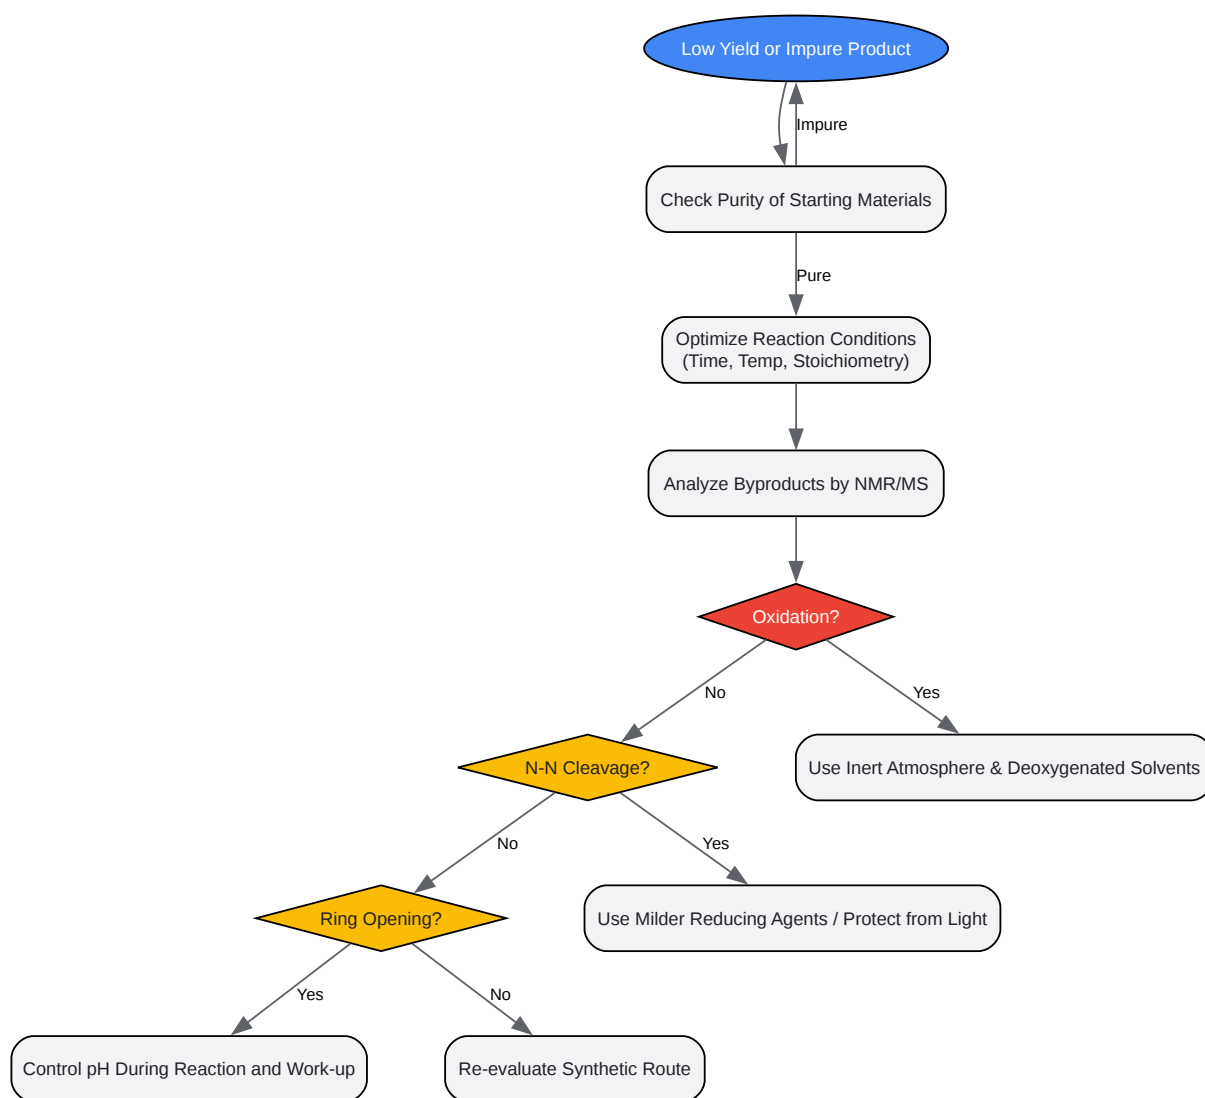 Low Yield or Impure Product
Impure
Check Purity of Starting Materials
Pure
Optimize Reaction Conditions
(Time, Temp, Stoichiometry)
Analyze Byproducts by NMR/MS
Oxidation?
No
Yes
N-N Cleavage?
Use Inert Atmosphere & Deoxygenated Solvents
No
Yes
Ring Opening?
Use Milder Reducing Agents / Protect from Light
Yes
No
Control pH During Reaction and Work-up
Re-evaluate Synthetic Route